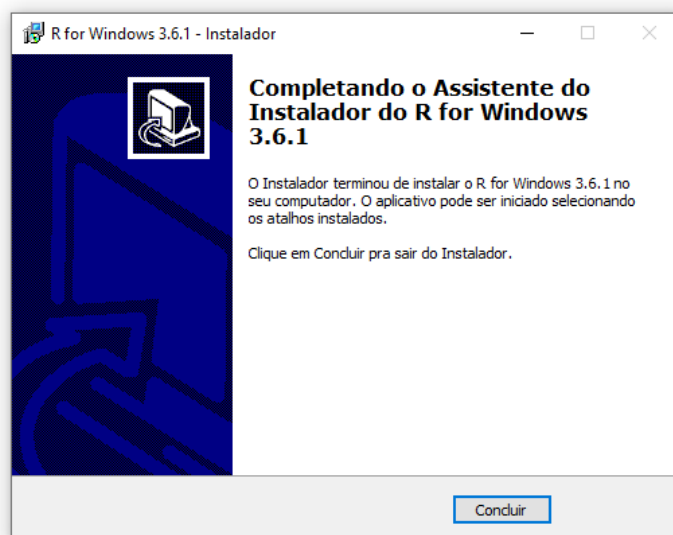 R for Windows 3.6.1 - Instalador
Completando o Assistente do
Instalador do R for Windows
3.6.1
O Instalador terminou de instalar o R for Windows 3.6.1 no
seu computador. O aplicativo pode ser iniciado selecionando
os atalhos instalados.
Clique em Concluir pra sair do Instalador.
Concluir